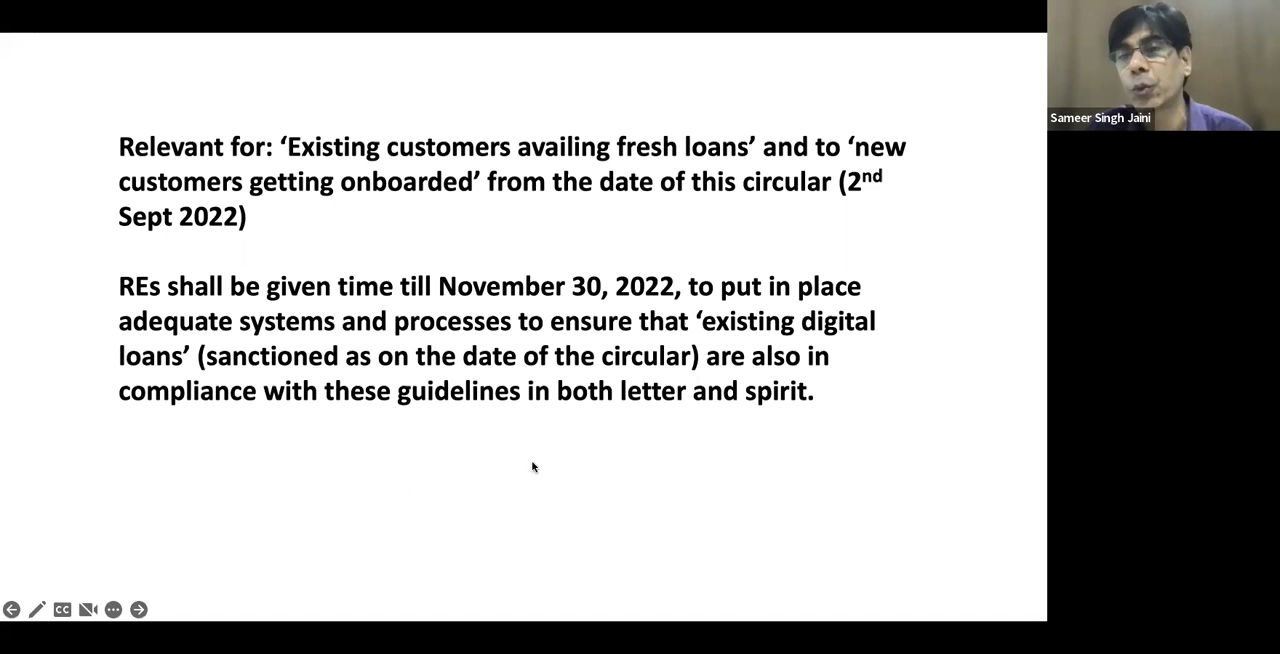 Relevant for: ‘Existing customers availing fresh loans’ and to ‘new
customers getting onboarded’ from the date of this circular (2nd
Sept 2022)
REs shall be given time till November 30, 2022, to put in place
adequate systems and processes to ensure that ‘existing digital
loans’ (sanctioned as on the date of the circular) are also in
compliance with these guidelines in both letter and spirit.
Sameer Singh Jaini
CC